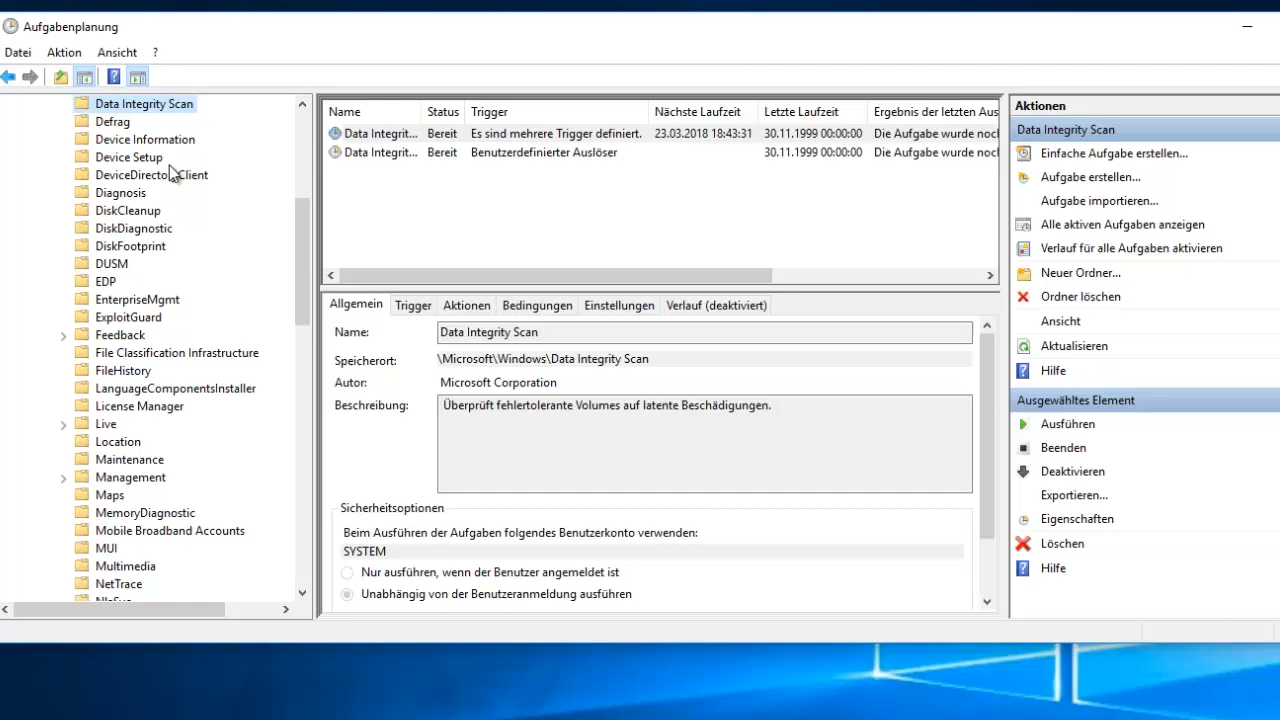 Aufgabenplanung
Datei Aktion Ansicht ?
Data Integrity Scan
Defrag
Device Information
Device Setup
Client
Diagnosis
DiskCleanup
DiskDiagnostic
DiskFootprint
DUSM
EDP
EnterpriseMgmt
ExploitGuard
Feedback
File Classification Infrastructure
FileHistory
LanguageComponentsInstaller
License Manager
Live
Location
Maintenance
Management
Maps
MemoryDiagnostic
Mobile Broadband Accounts
MUI
Multimedia
NetTrace
Name Status Trigger Nächste Laufzeit Letzte Laufzeit Ergebnis der letzten Aus
Data Integrit... Bereit Es sind mehrere Trigger definiert. 23.03.2018 18:43:31 30.11.1999 00:00:00 Die Aufgabe wurde noch
Data Integrit... Bereit Benutzerdefinierter Auslöser 30.11.1999 00:00:00 Die Aufgabe wurde noch
Allgemein Trigger Aktionen Bedingungen Einstellungen Verlauf (deaktiviert)
Name: Data Integrity Scan
Speicherort: \Microsoft\Windows\Data Integrity Scan
Autor: Microsoft Corporation
Beschreibung: Überprüft fehlertolerante Volumes auf latente Beschädigungen.
Sicherheitsoptionen
Beim Ausführen der Aufgaben folgendes Benutzerkonto verwenden:
SYSTEM
Nur ausführen, wenn der Benutzer angemeldet ist
Unabhängig von der Benutzeranmeldung ausführen
Aktionen
Data Integrity Scan
Einfache Aufgabe erstellen...
Aufgabe erstellen...
Aufgabe importieren...
Alle aktiven Aufgaben anzeigen
Verlauf für alle Aufgaben aktivieren
Neuer Ordner...
Ordner löschen
Ansicht
Aktualisieren
Hilfe
Ausgewähltes Element
Ausführen
Beenden
Deaktivieren
Exportieren...
Eigenschaften
Löschen
Hilfe